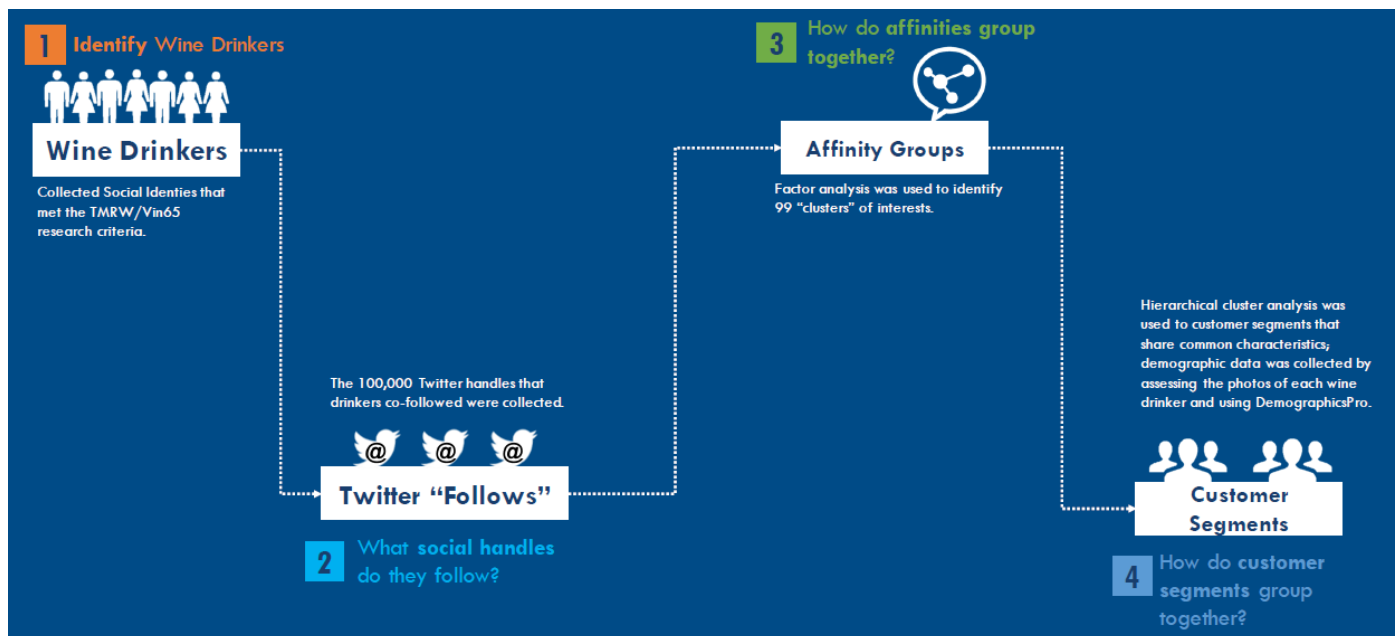 1 Identify Wine Drinkers
Wine Drinkers
Collected Social Identies that
met the TMRW/Vin65
research criteria.
The 100,000 Twitter handles that
drinkers co-followed were collected.
@ @ @
Twitter “Follows”
2 What social handles
do they follow?
3 How do affinities group
together?
Affinity Groups
Factor analysis was used to identify
99 “clusters” of interests.
Hierarchical cluster analysis was
used to customer segments that
share common characteristics;
demographic data was collected by
assessing the photos of each wine
drinker and using DemographicsPro.
Customer
Segments
4 How do customer
segments group
together?